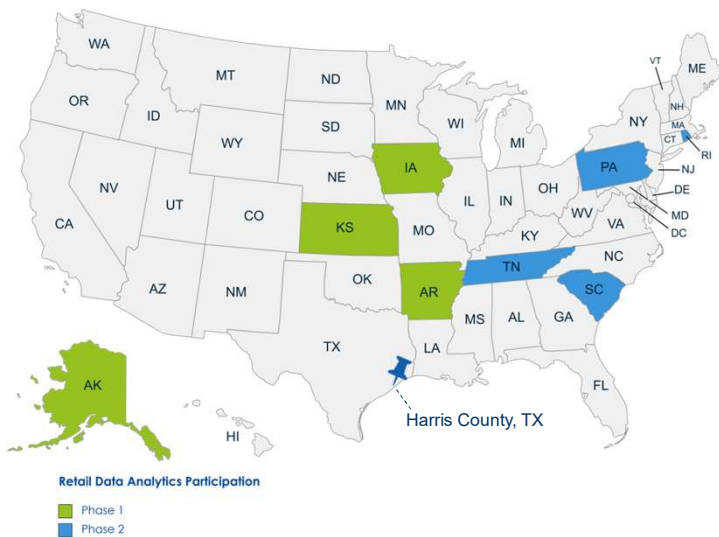 WA
MT
ND
MN
VT
ME
OR
ID
SD
WI
MI
NY
NH
MA
CT
RI
WY
IA
PA
NJ
NE
NV
UT
CO
IL
IN
OH
DE
MD
DC
WV
VA
CA
KS
MO
KY
NC
TN
AZ
NM
OK
AR
SC
MS
AL
GA
TX
LA
FL
AK
HI
Harris County, TX
Retail Data Analytics Participation
Phase 1
Phase 2